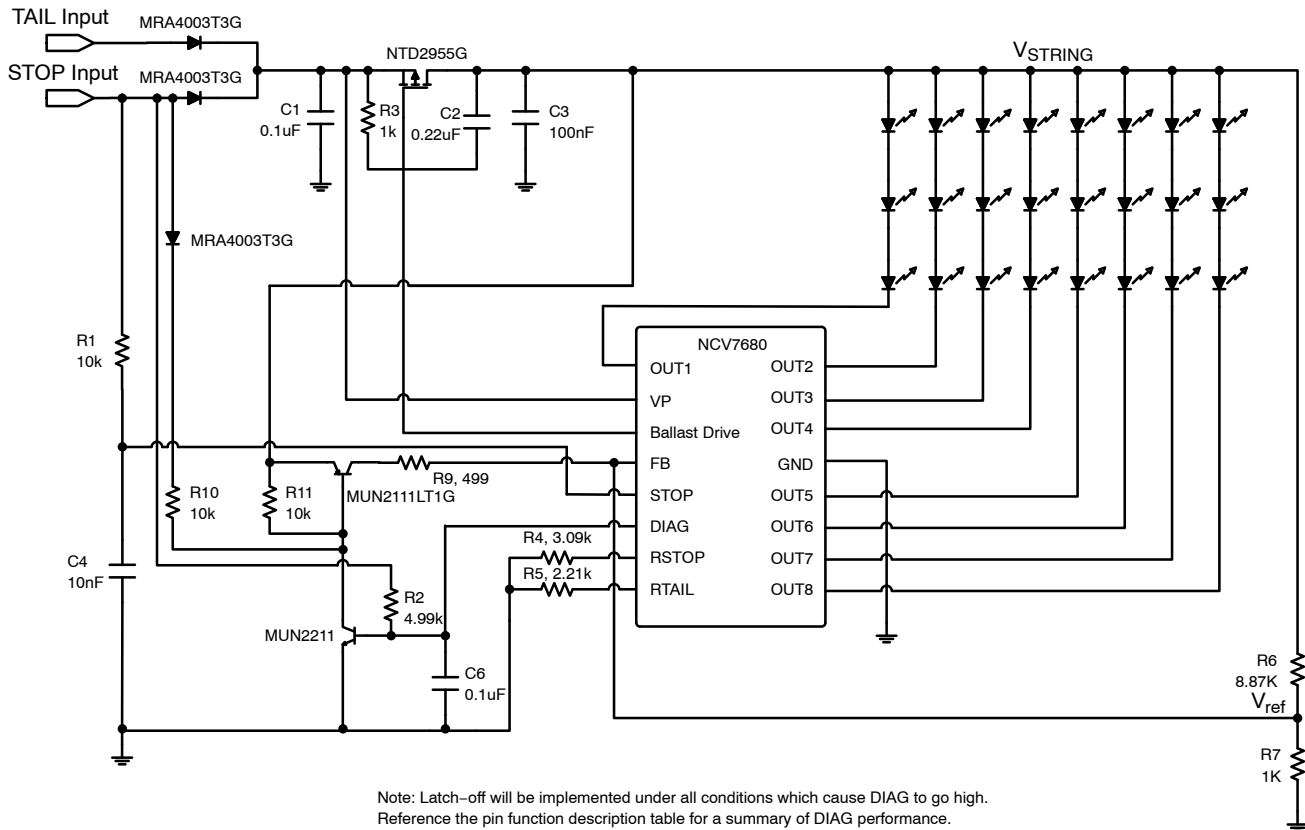 TAIL Input
MRA4003T3G
STOP Input
MRA4003T3G
NTD2955G
VSTRING
C1
0.1uF
R3
1k
C2
0.22uF
C3
100nF
MRA4003T3G
R1
10k
NCV7680
OUT1
VP
Ballast Drive
FB
STOP
DIAG
RSTOP
RTAIL
OUT2
OUT3
OUT4
GND
OUT5
OUT6
OUT7
OUT8
R9, 499
MUN2111LT1G
R10
10k
R11
10k
R4, 3.09k
R5, 2.21k
C4
10nF
R2
4.99k
MUN2211
C6
0.1uF
R6
8.87K
Vref
R7
1K
Note: Latch–off will be implemented under all conditions which cause DIAG to go high.
Reference the pin function description table for a summary of DIAG performance.